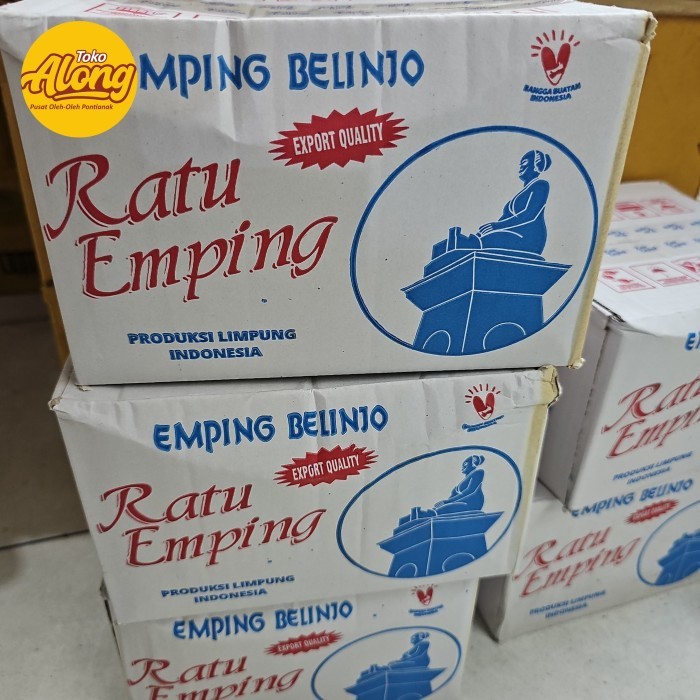 Toko
Along
Pusat Oleh-Oleh Pontianak
MPING BELINJO
BANGGA BUATAN
INDONESIA
EXPORT QUALITY
Ratu
Emping
PRODUKSI LIMPUNG
INDONESIA
EMPING BELINJO
EXPORT QUALITY
Ratu
Emping
PRODUKSI LIMPUNG
INDONESIA
EMPING BELINJO
EXPORT QUALITY
Ratu
Emping
E
Ratu
Emping
PRODUKSI LIMPUNG
INDONESIA
EMPING BELINJO
Ratu
Emping
PRODUKSI LIMPUNG
INDONESIA